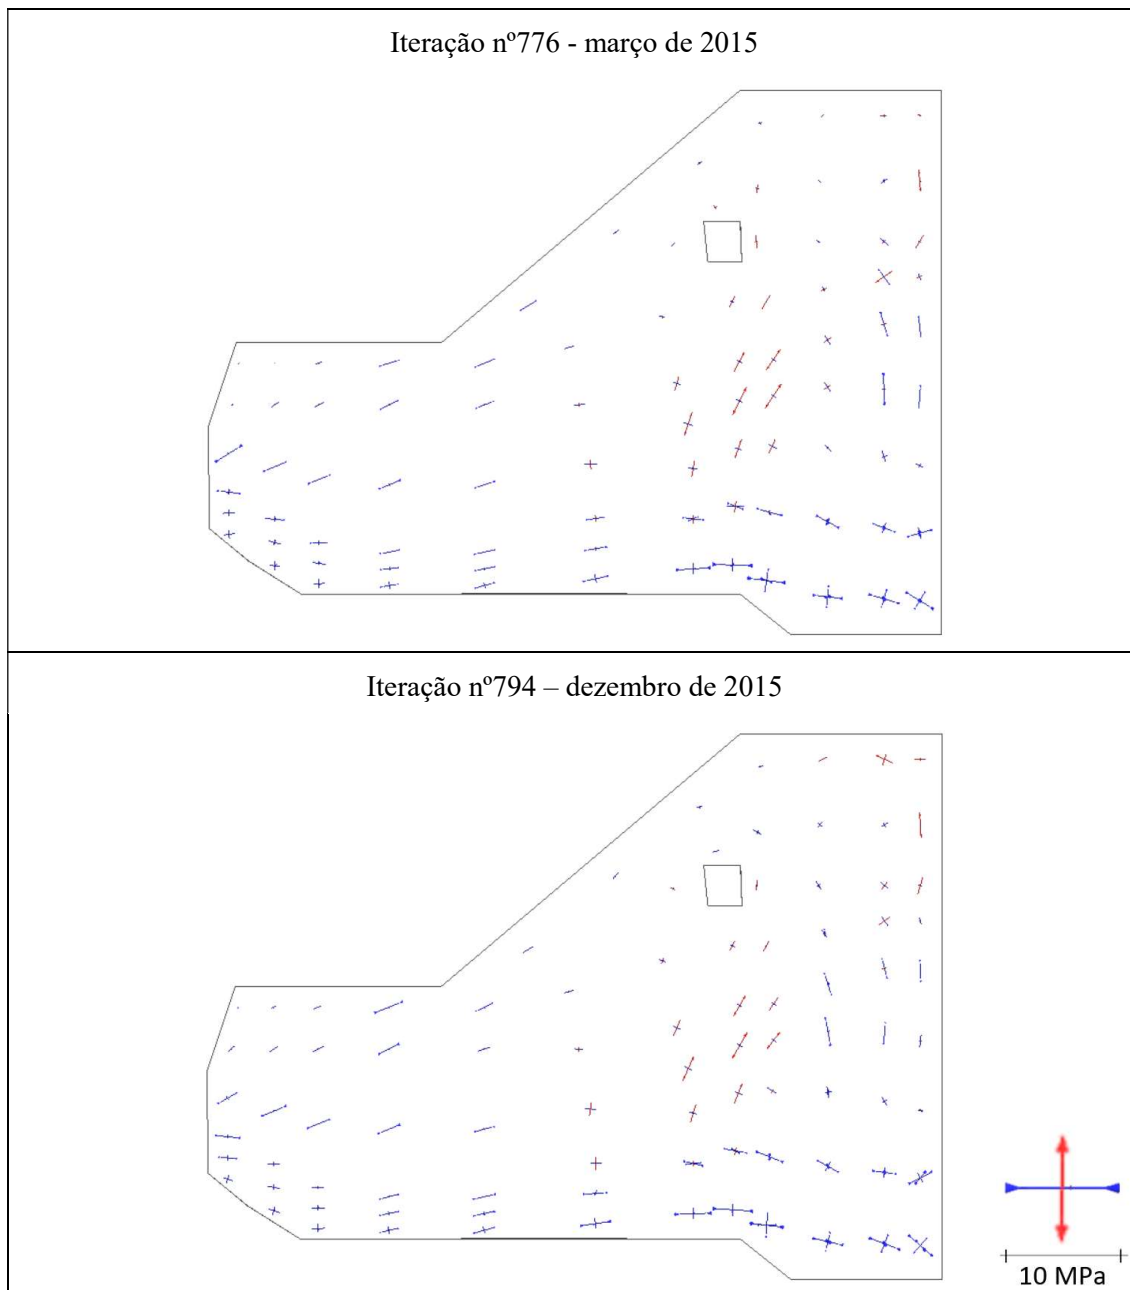 Iteração nº776 - março de 2015
Iteração nº794 – dezembro de 2015
10 MPa